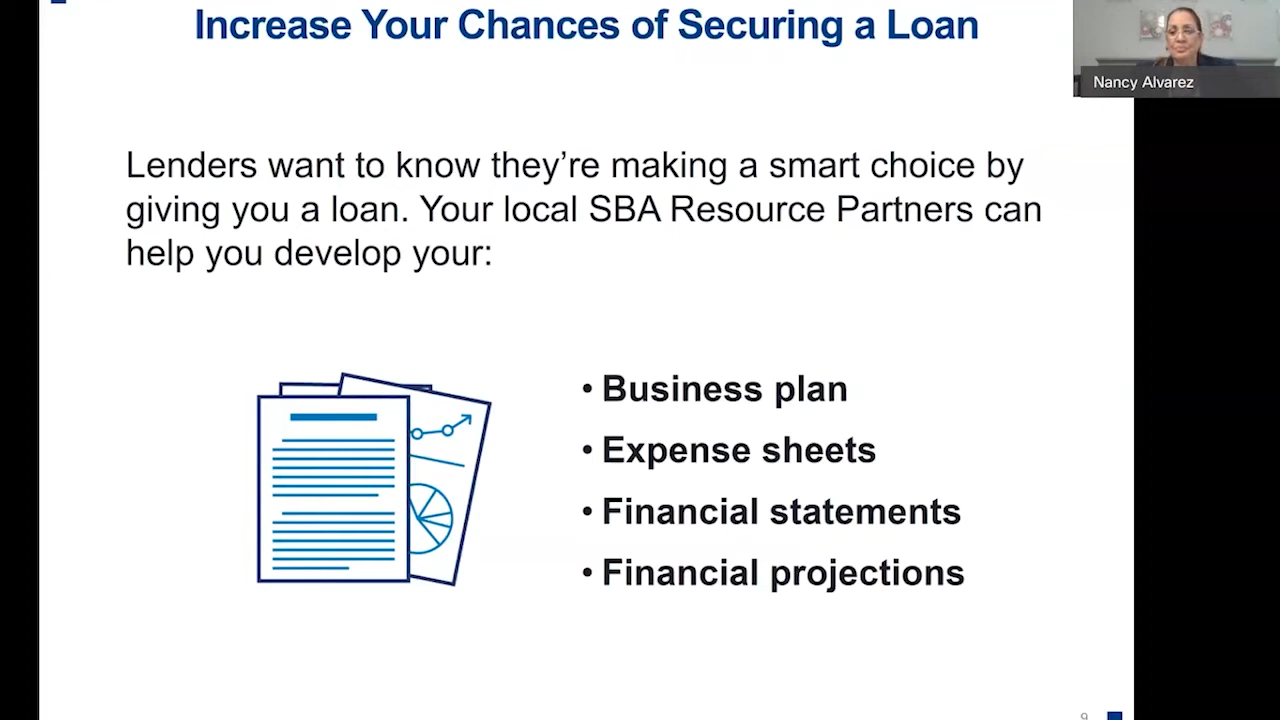 Increase Your Chances of Securing a Loan
Nancy Alvarez
Lenders want to know they’re making a smart choice by
giving you a loan. Your local SBA Resource Partners can
help you develop your:
• Business plan
• Expense sheets
• Financial statements
• Financial projections
9